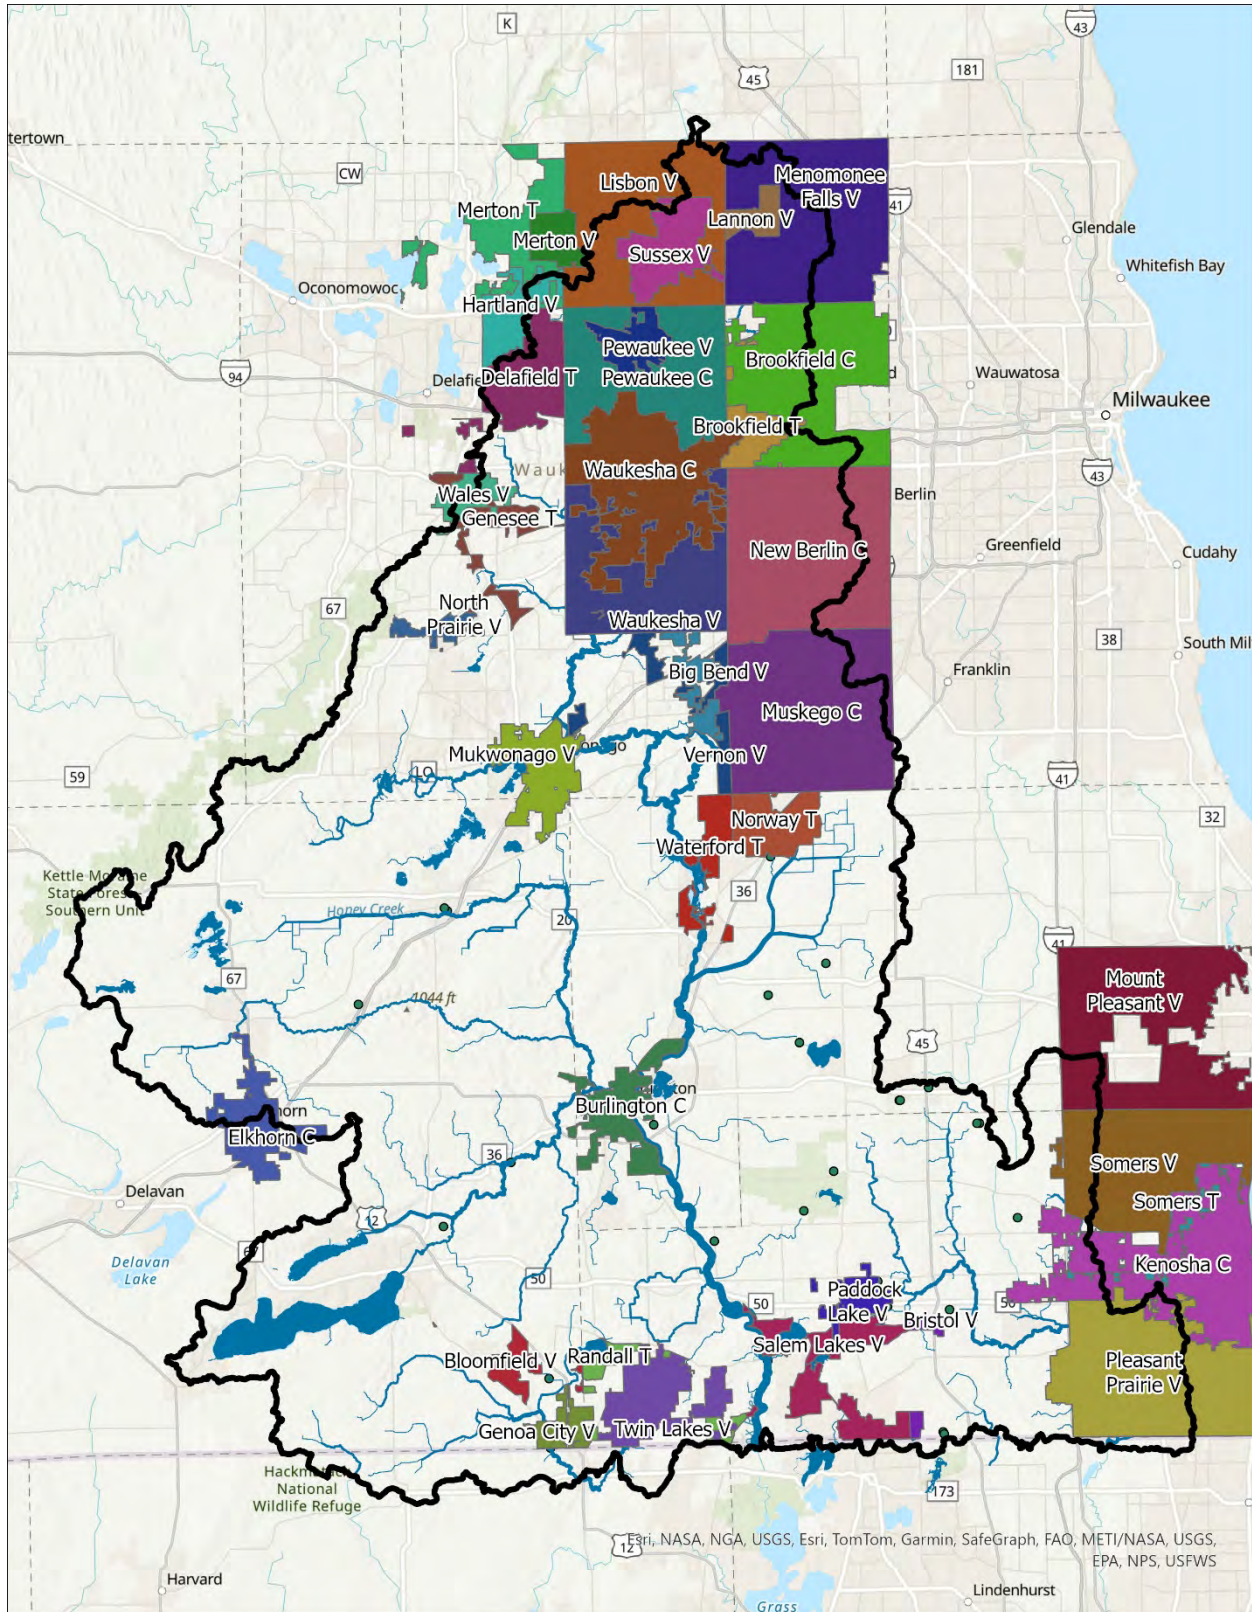 K
43
45
181
tertown
CW
Lisbon V
Menomonee
Falls V
41
Merton T
Lannon V
Merton V
Sussex V
Glendale
Whitefish Bay
Oconomowoc
Hartland V
Pewaukee V
Brookfield C
94
Delafield T
Pewaukee C
Wauwatosa
Milwaukee
Brookfield T
Waukesha C
43
Wales V
Berlin
Genesee T
New Berlin C
Greenfield
Cudahy
67
North
Prairie V
Waukesha V
38
South Mil
Big Bend V
Franklin
Muskego C
Mukwonago V
Vernon V
59
LO
41
32
Norway T
Waterford T
Kettle Moraine
State Forest
Southern Unit
36
Honey Creek
20
41
67
1044 ft
Mount
Pleasant V
45
Burlington C
Elkhorn C
36
Somers V
Delavan
Somers T
12
67
Delavan
Lake
Kenosha C
50
Paddock
Lake V
50
50
Bristol V
Salem Lakes V
Bloomfield V
Randall T
Pleasant
Prairie V
Genoa City V
Twin Lakes V
Hackmatack
National
Wildlife Refuge
173
12
Esri, NASA, NGA, USGS, Esri, TomTom, Garmin, SafeGraph, FAO, METI/NASA, USGS,
EPA, NPS, USFWS
Harvard
Lindenhurst
Grass